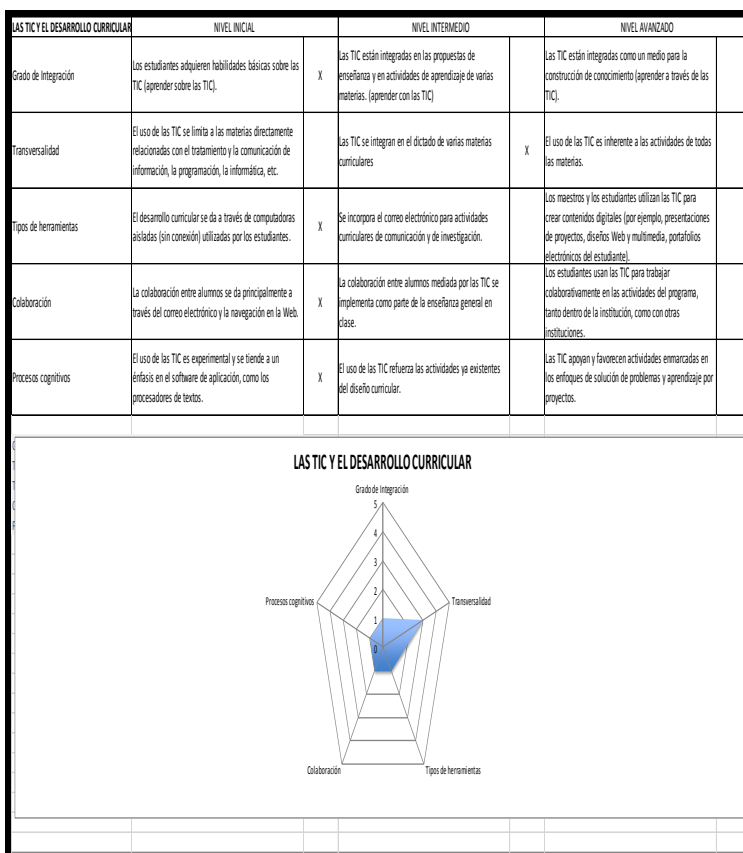 LAS TIC Y EL DESARROLLO CURRICULAR
NIVEL INICIAL
NIVEL INTERMEDIO
NIVEL AVANZADO
Grado de Integración
Los estudiantes adquieren habilidades básicas sobre las
TIC (aprender sobre las TIC).
X
Las TIC están integradas en las propuestas de
enseñanza y en actividades de aprendizaje de varias
materias. (aprender con las TIC)
Las TIC están integradas como un medio para la
construcción de conocimiento (aprender a través de las
TIC).
Transversalidad
El uso de las TIC se limita a las materias directamente
relacionadas con el tratamiento y la comunicación de
información, la programación, la informática, etc.
Las TIC se integran en el dictado de varias materias
curriculares
X
El uso de las TIC es inherente a las actividades de todas
las materias.
Tipos de herramientas
El desarrollo curricular se da a través de computadoras
aisladas (sin conexión) utilizadas por los estudiantes.
X
Se incorpora el correo electrónico para actividades
curriculares de comunicación y de investigación.
Los maestros y los estudiantes utilizan las TIC para
crear contenidos digitales (por ejemplo, presentaciones
de proyectos, diseños Web y multimedia, portafolios
electrónicos del estudiante).
Colaboración
La colaboración entre alumnos se da principalmente a
través del correo electrónico y la navegación en la Web.
X
La colaboración entre alumnos mediada por las TIC se
implementa como parte de la enseñanza general en
clase.
Los estudiantes usan las TIC para trabajar
colaborativamente en las actividades del programa,
tanto dentro de la institución, como con otras
instituciones.
Procesos cognitivos
El uso de las TIC es experimental y se tiende a un
énfasis en el software de aplicación, como los
procesadores de textos.
X
El uso de las TIC refuerza las actividades ya existentes
del diseño curricular.
Las TIC apoyan y favorecen actividades enmarcadas en
los enfoques de solución de problemas y aprendizaje por
proyectos.
LAS TIC Y EL DESARROLLO CURRICULAR
Grado de Integración
5
4
3
2
1
0
Procesos cognitivos
Transversalidad
Colaboración
Tipos de herramientas